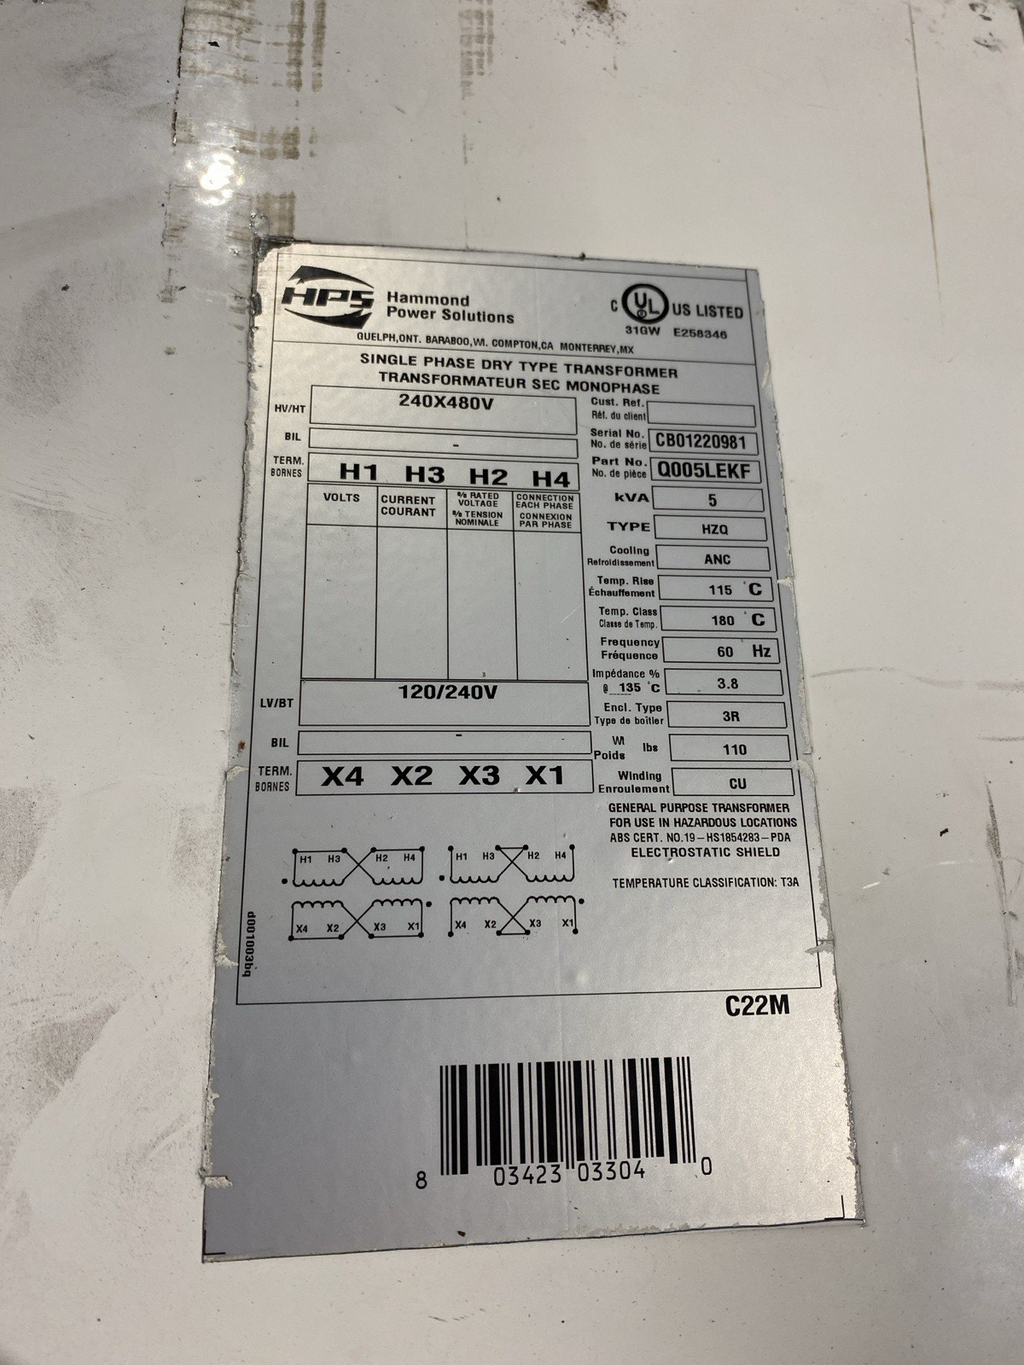 HPS Hammond
Power Solutions
C UL US LISTED
31GW E258346
GUELPH,ONT. BARABOO,WI. COMPTON,CA MONTERREY,MX
SINGLE PHASE DRY TYPE TRANSFORMER
TRANSFORMATEUR SEC MONOPHASE
HV/HT 240X480V
BIL -
TERM.
BORNES H1 H3 H2 H4
VOLTS
CURRENT
COURANT
% RATED
VOLTAGE
% TENSION
NOMINALE
CONNECTION
EACH PHASE
CONNEXION
PAR PHASE
LV/BT 120/240V
BIL -
TERM.
BORNES X4 X2 X3 X1
Cust. Ref.
Réf. du client
Serial No.
No. de série CB01220981
Part No.
No. de pièce Q005LEKF
kVA 5
TYPE HZQ
Cooling
Refroidissement ANC
Temp. Rise
Échauffement 115 °C
Temp. Class
Classe de Temp. 180 °C
Frequency
Fréquence 60 Hz
Impédance %
@ 135 °C 3.8
Encl. Type
Type de boîtier 3R
Wt
Poids lbs 110
Winding
Enroulement CU
GENERAL PURPOSE TRANSFORMER
FOR USE IN HAZARDOUS LOCATIONS
ABS CERT. NO.19-HS1854283-PDA
ELECTROSTATIC SHIELD
TEMPERATURE CLASSIFICATION: T3A
H1 H3 H2 H4
X4 X2 X3 X1
H1 H3 H2 H4
X4 X2 X3 X1
d001003bq
C22M
8 03423 03304 0